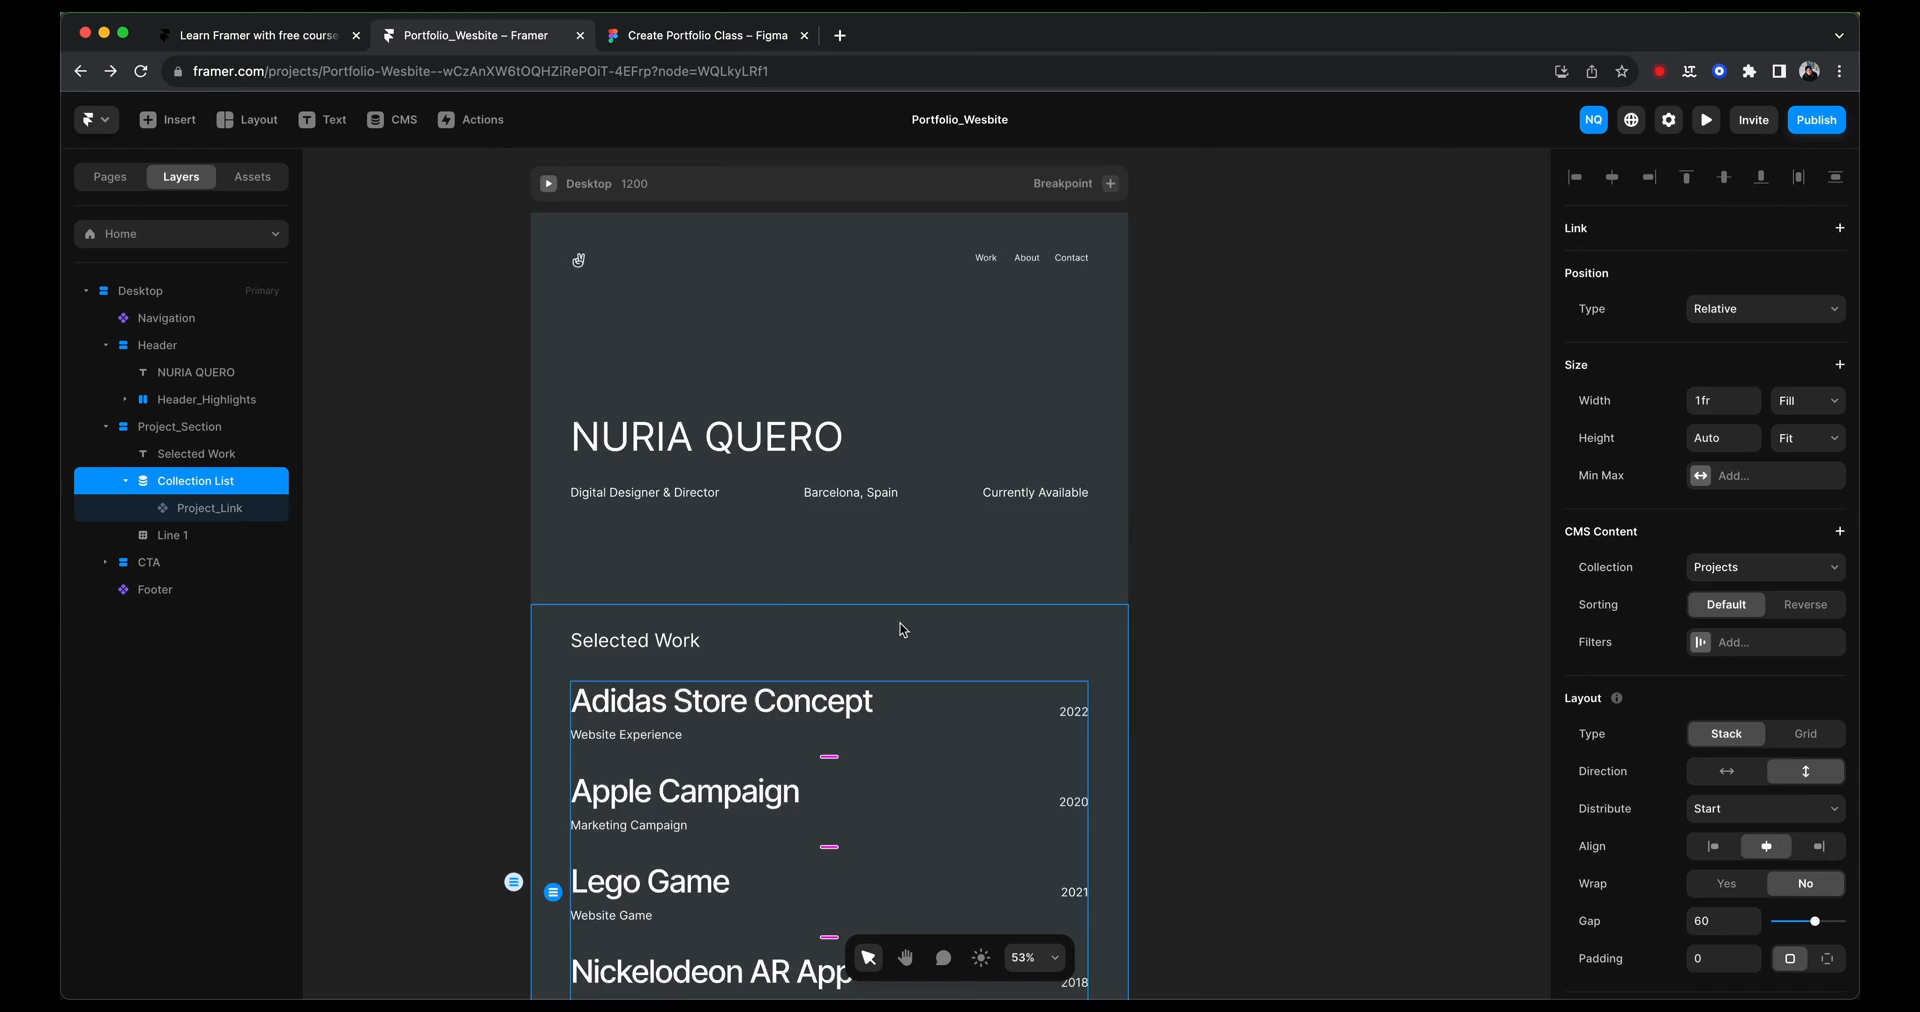 Learn Framer with free course
Portfolio_Wesbite – Framer
Create Portfolio Class – Figma
framer.com/projects/Portfolio-Wesbite--wCzAnXW6tOQHZiRePOiT-4EFrp?node=WQLkyLRf1
Insert
Layout
Text
CMS
Actions
Portfolio_Wesbite
NQ
Invite
Publish
Pages
Layers
Assets
Home
Desktop
Primary
Navigation
Header
NURIA QUERO
Header_Highlights
Project_Section
Selected Work
Collection List
Project_Link
Line 1
CTA
Footer
Desktop 1200
Breakpoint
Work
About
Contact
NURIA QUERO
Digital Designer & Director
Barcelona, Spain
Currently Available
Selected Work
Adidas Store Concept
2022
Website Experience
Apple Campaign
2020
Marketing Campaign
Lego Game
2021
Website Game
Nickelodeon AR App
2018
53%
Link
Position
Type
Relative
Size
Width
1fr
Fill
Height
Auto
Fit
Min Max
Add...
CMS Content
Collection
Projects
Sorting
Default
Reverse
Filters
Add...
Layout
Type
Stack
Grid
Direction
Distribute
Start
Align
Wrap
Yes
No
Gap
60
Padding
0